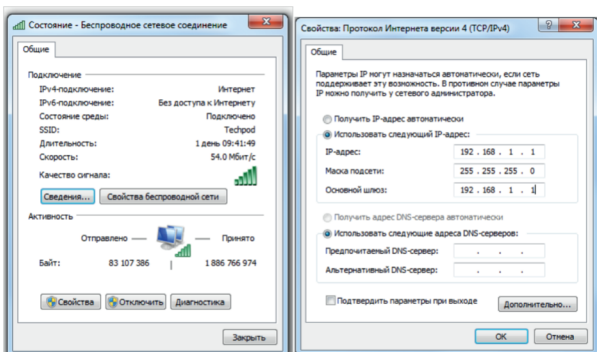 Состояние - Беспроводное сетевое соединение
Общие
Подключение
IPv4-подключение: Интернет
IPv6-подключение: Без доступа к Интернету
Состояние среды: Подключено
SSID: Techpod
Длительность: 1 день 09:41:49
Скорость: 54.0 Мбит/с
Качество сигнала:
Сведения... Свойства беспроводной сети
Активность
Отправлено — — Принято
Байт: 83 107 386 | 1 886 766 974
Свойства Отключить Диагностика
Закрыть
Свойства: Протокол Интернета версии 4 (TCP/IPv4)
Общие
Параметры IP могут назначаться автоматически, если сеть
поддерживает эту возможность. В противном случае параметры
IP можно получить у сетевого администратора.
Получить IP-адрес автоматически
Использовать следующий IP-адрес:
IP-адрес: 192 . 168 . 1 . 1
Маска подсети: 255 . 255 . 255 . 0
Основной шлюз: 192 . 168 . 1 . 1
Получить адрес DNS-сервера автоматически
Использовать следующие адреса DNS-серверов:
Предпочитаемый DNS-сервер: . . .
Альтернативный DNS-сервер: . . .
Подтвердить параметры при выходе
Дополнительно...
ОК Отмена